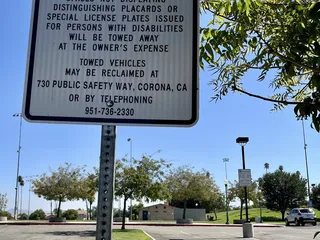 DISTINGUISHING PLACARDS OR
SPECIAL LICENSE PLATES ISSUED
FOR PERSONS WITH DISABILITIES
WILL BE TOWED AWAY
AT THE OWNER'S EXPENSE
TOWED VEHICLES
MAY BE RECLAIMED AT
730 PUBLIC SAFETY WAY, CORONA, CA
OR BY TELEPHONING
951-736-2330